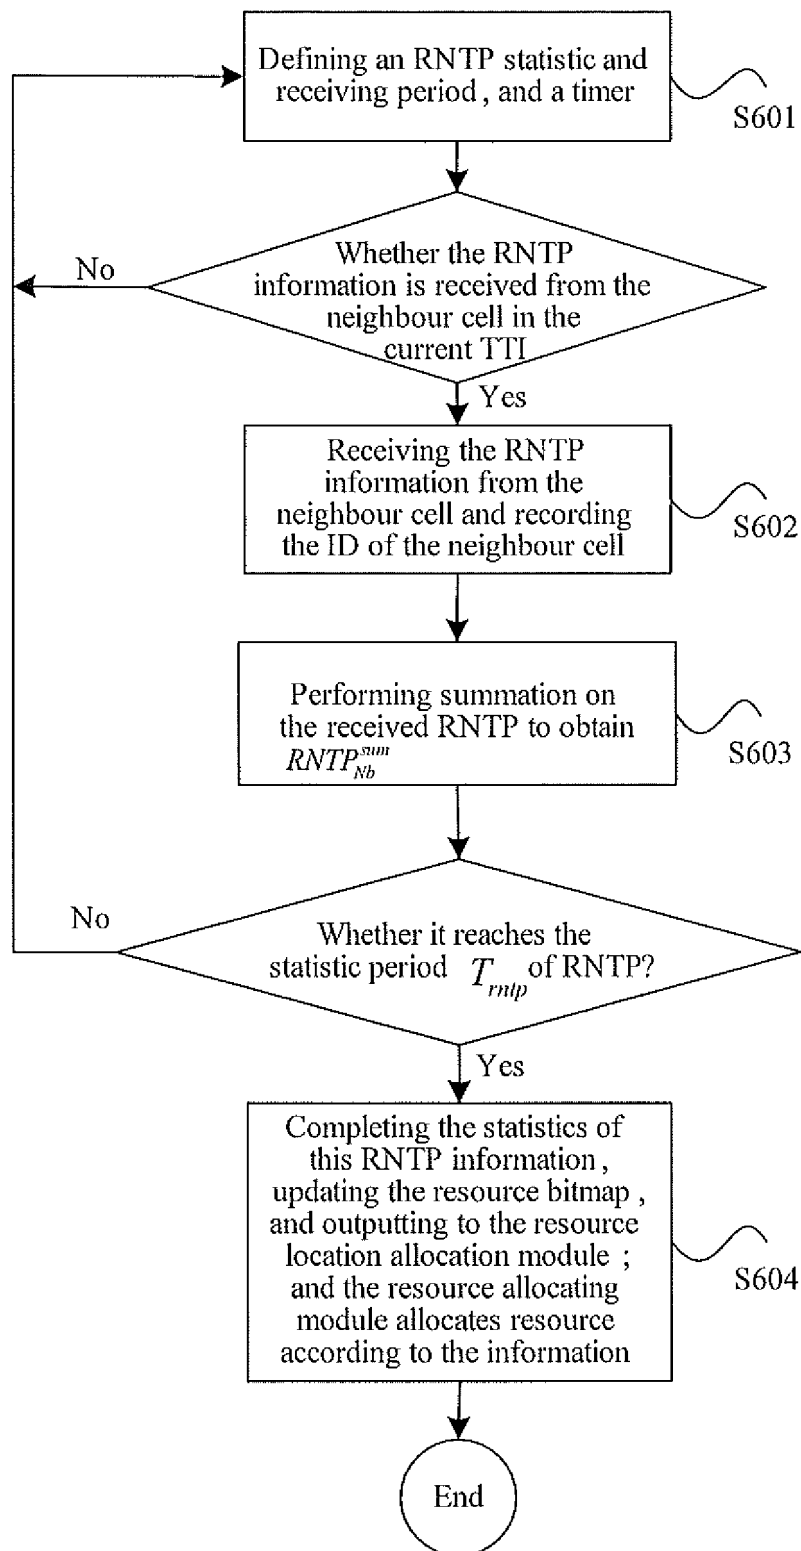 Defining an RNTP statistic and
receiving period, and a timer
S601
No
Whether the RNTP
information is received from the
neighbour cell in the
current TTI
Yes
Receiving the RNTP
information from the
neighbour cell and recording
the ID of the neighbour cell
S602
Performing summation on
the received RNTP to obtain
RNTP_{Nb}^{sum}
S603
No
Whether it reaches the
statistic period T_{rntp} of RNTP?
Yes
Completing the statistics of
this RNTP information,
updating the resource bitmap,
and outputting to the resource
location allocation module;
and the resource allocating
module allocates resource
according to the information
S604
End